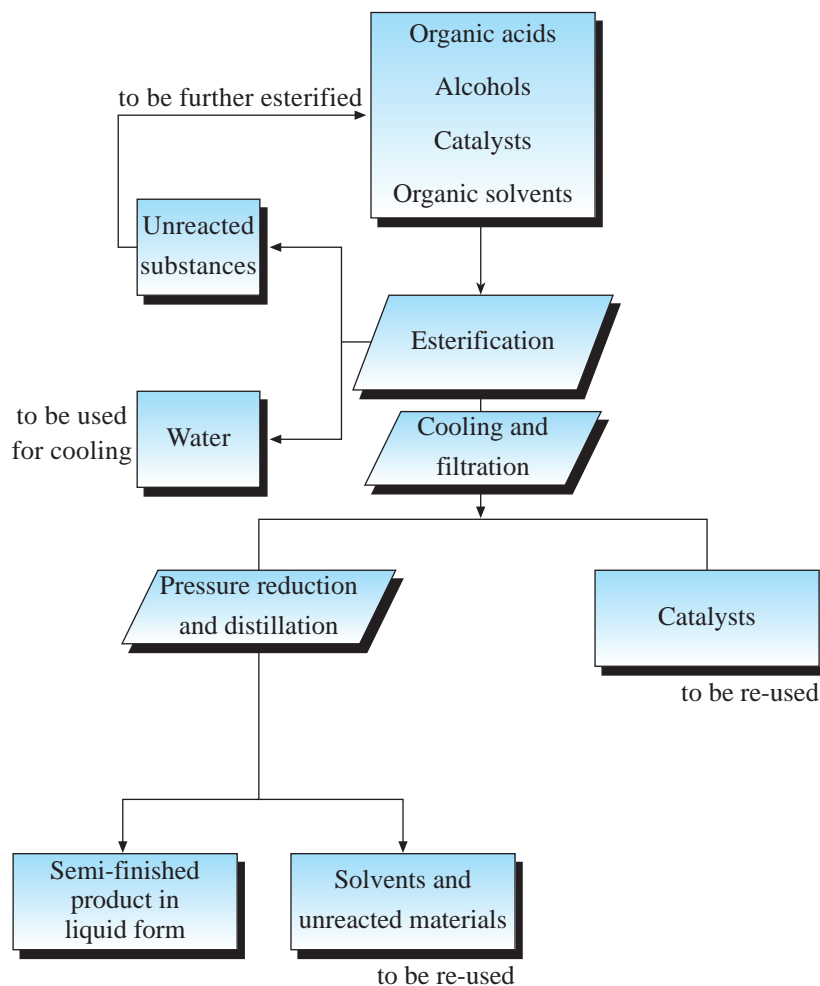 Organic acids
Alcohols
Catalysts
Organic solvents
to be further esterified
Unreacted
substances
Esterification
to be used
for cooling
Water
Cooling and
filtration
Pressure reduction
and distillation
Catalysts
to be re-used
Semi-finished
product in
liquid form
Solvents and
unreacted materials
to be re-used